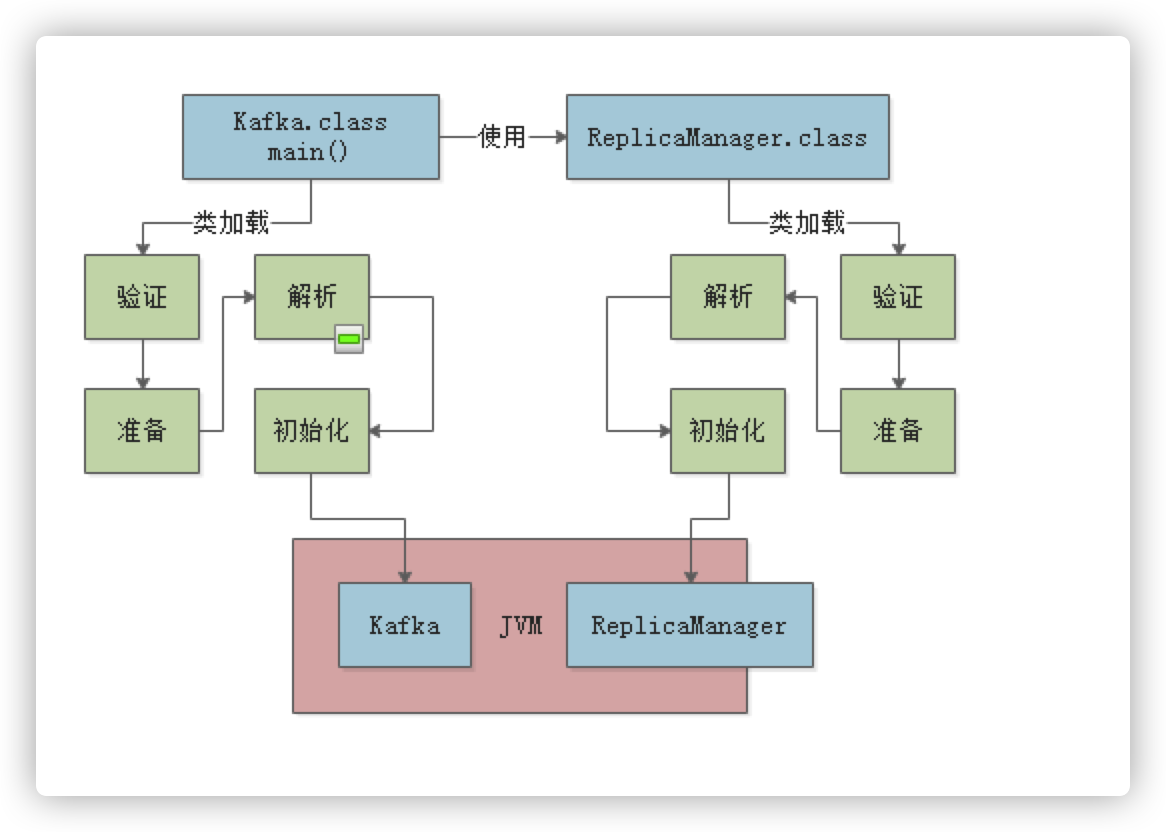 Kafka.class
main()
使用
ReplicaManager.class
类加载
类加载
验证
解析
解析
验证
准备
初始化
初始化
准备
Kafka
JVM
ReplicaManager